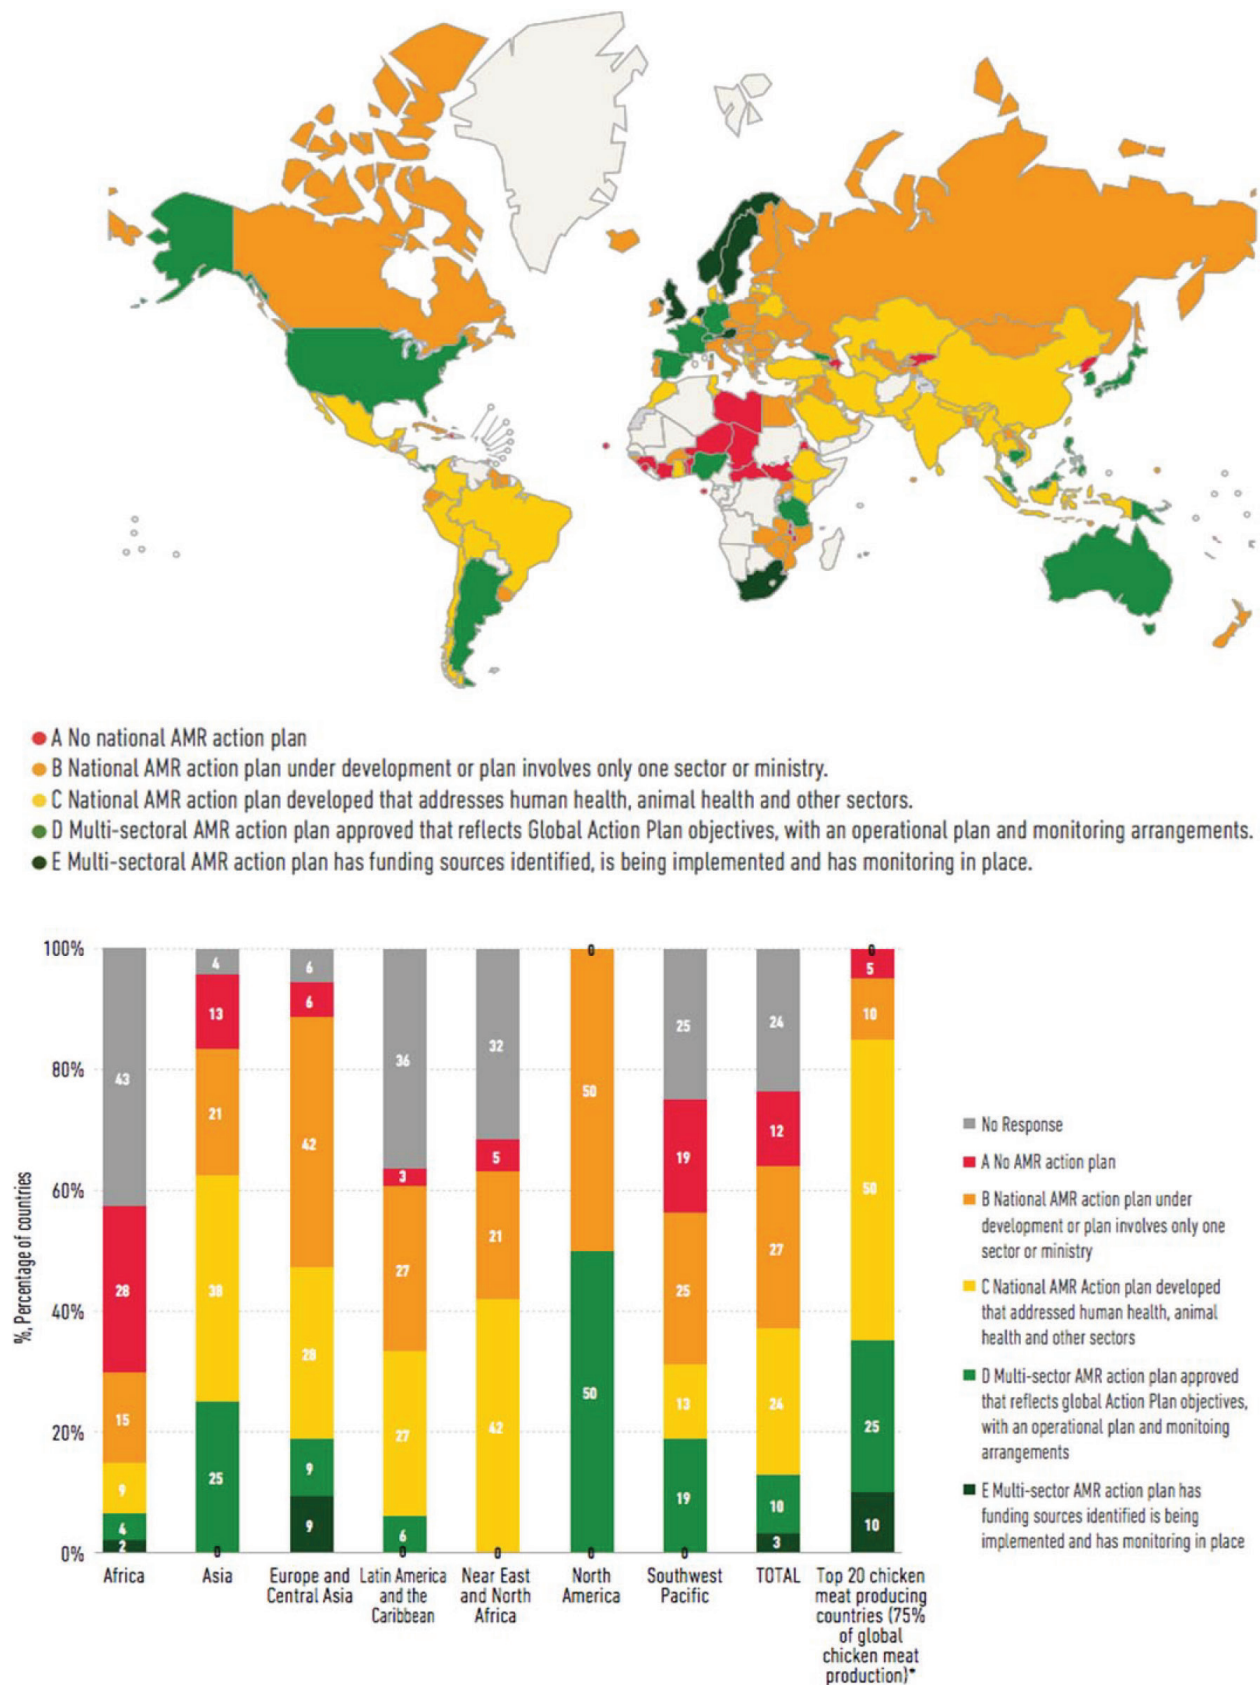 A No national AMR action plan
B National AMR action plan under development or plan involves only one sector or ministry.
C National AMR action plan developed that addresses human health, animal health and other sectors.
D Multi-sectoral AMR action plan approved that reflects Global Action Plan objectives, with an operational plan and monitoring arrangements.
E Multi-sectoral AMR action plan has funding sources identified, is being implemented and has monitoring in place.
%, Percentage of countries
100%
80%
60%
40%
20%
0%
43
28
15
9
4
2
4
13
21
38
25
0
6
6
42
28
9
9
36
3
27
27
6
0
32
5
21
42
0
0
50
50
0
25
19
25
13
19
0
24
12
27
24
10
3
0
5
10
50
25
10
Africa
Asia
Europe and
Central Asia
Latin America
and the
Caribbean
Near East
and North
Africa
North
America
Southwest
Pacific
TOTAL
Top 20 chicken
meat producing
countries (75%
of global
chicken meat
production)*
No Response
A No AMR action plan
B National AMR action plan under
development or plan involves only one
sector or ministry
C National AMR Action plan developed
that addressed human health, animal
health and other sectors
D Multi-sector AMR action plan approved
that reflects global Action Plan objectives,
with an operational plan and monitoing
arrangements
E Multi-sector AMR action plan has
funding sources identified is being
implemented and has monitoring in place